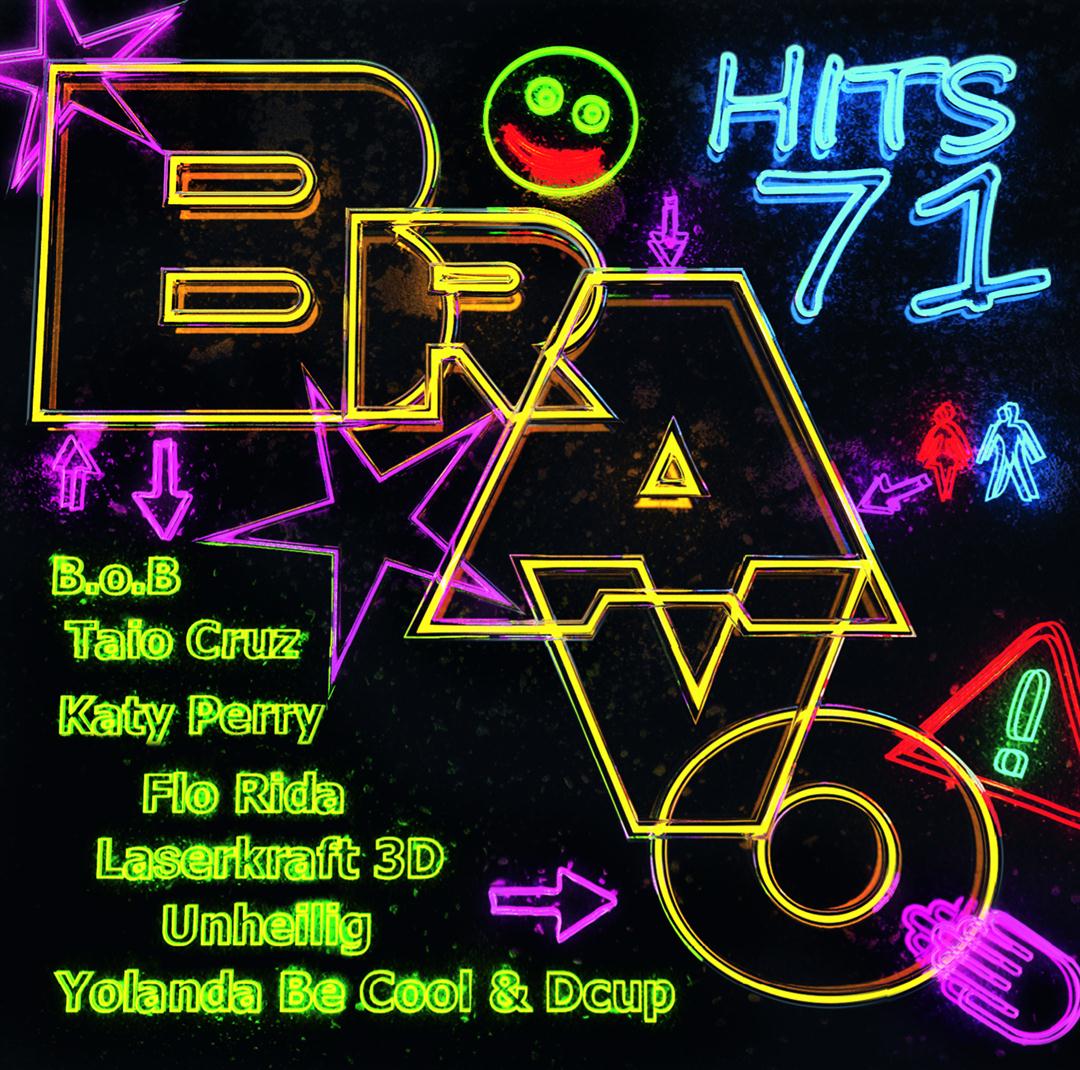 BRAVO
HITS
71
B.o.B
Taio Cruz
Katy Perry
Flo Rida
Laserkraft 3D
Unheilig
Yolanda Be Cool & Dcup
!